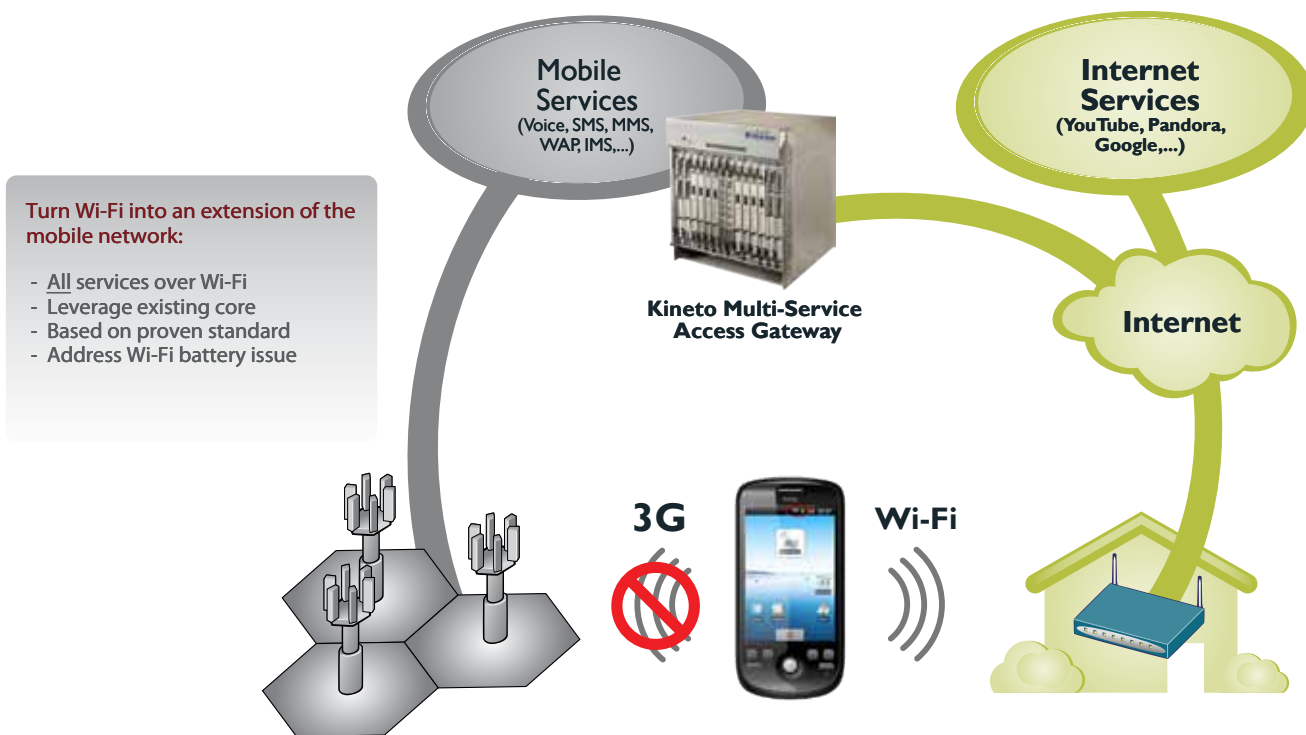 Mobile
Services
(Voice, SMS, MMS,
WAP, IMS,...)
Internet
Services
(YouTube, Pandora,
Google,...)
Turn Wi-Fi into an extension of the
mobile network:
- All services over Wi-Fi
- Leverage existing core
- Based on proven standard
- Address Wi-Fi battery issue
Kineto Multi-Service
Access Gateway
Internet
3G
Wi-Fi